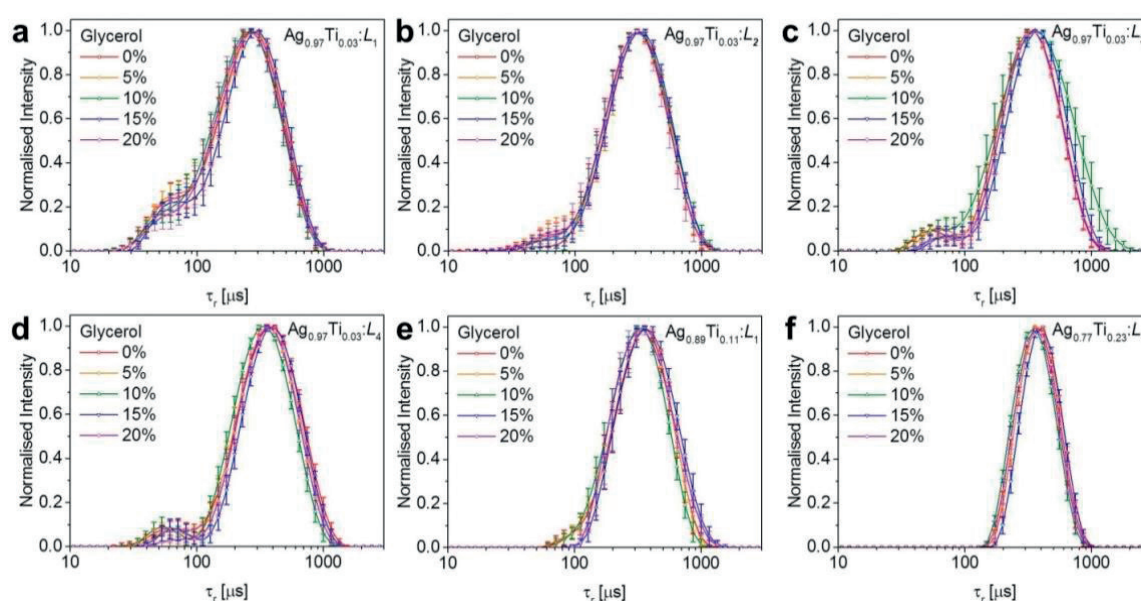 a
Glycerol
Ag0.97Ti0.03:L1
0%
5%
10%
15%
20%
Normalised Intensity
1.0
0.8
0.6
0.4
0.2
0.0
10 100 1000
τr [μs]
b
Glycerol
Ag0.97Ti0.03:L2
0%
5%
10%
15%
20%
Normalised Intensity
1.0
0.8
0.6
0.4
0.2
0.0
10 100 1000
τr [μs]
c
Glycerol
Ag0.97Ti0.03:L
0%
5%
10%
15%
20%
Normalised Intensity
1.0
0.8
0.6
0.4
0.2
0.0
10 100 1000
τr [μs]
d
Glycerol
Ag0.97Ti0.03:L4
0%
5%
10%
15%
20%
Normalised Intensity
1.0
0.8
0.6
0.4
0.2
0.0
10 100 1000
τr [μs]
e
Glycerol
Ag0.89Ti0.11:L1
0%
5%
10%
15%
20%
Normalised Intensity
1.0
0.8
0.6
0.4
0.2
0.0
10 100 1000
τr [μs]
f
Glycerol
Ag0.77Ti0.23:L
0%
5%
10%
15%
20%
Normalised Intensity
1.0
0.8
0.6
0.4
0.2
0.0
10 100 1000
τr [μs]